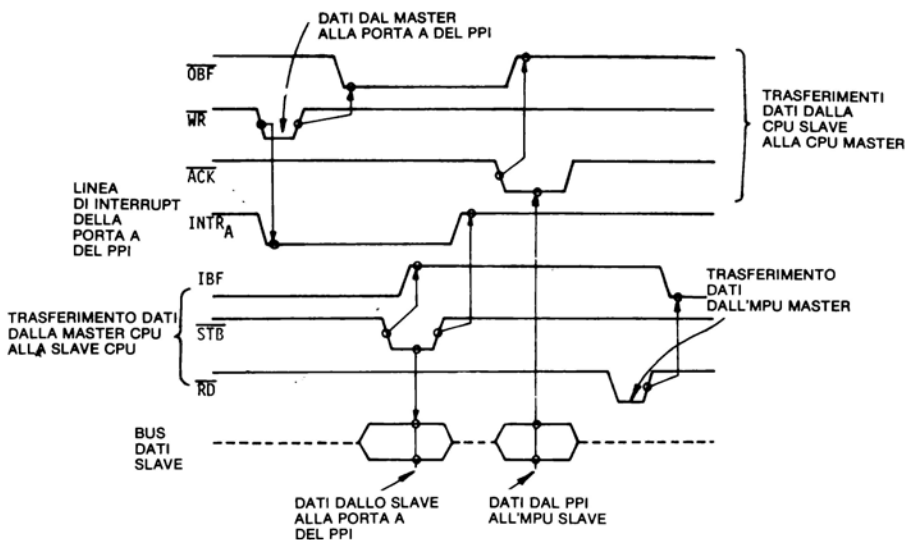 DATI DAL MASTER
ALLA PORTA A DEL PPI
OBF
WR
ACK
TRASFERIMENTI
DATI DALLA
CPU SLAVE
ALLA CPU MASTER
LINEA
DI INTERRUPT
DELLA
PORTA A
DEL PPI
INTRA
IBF
TRASFERIMENTO
DATI
DALL'MPU MASTER
TRASFERIMENTO DATI
DALLA MASTER CPU
ALLA SLAVE CPU
STB
RD
BUS
DATI
SLAVE
DATI DALLO SLAVE
ALLA PORTA A
DEL PPI
DATI DAL PPI
ALL'MPU SLAVE